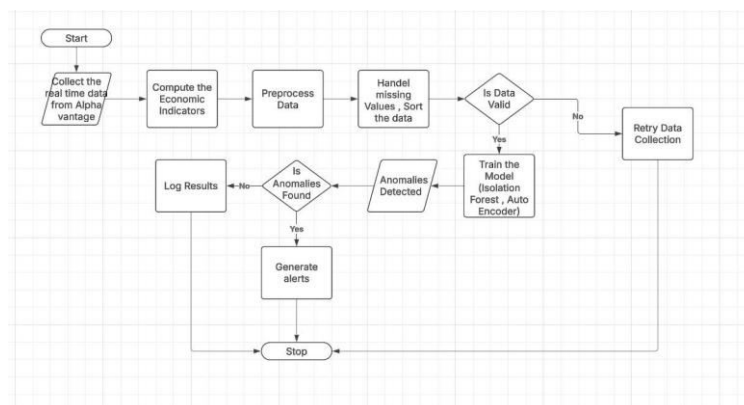 Start
Collect the
real time data
from Alpha
vantage
Compute the
Economic
Indicators
Preprocess
Data
Handel
missing
Values , Sort
the data
Is Data
Valid
No
Retry Data
Collection
Yes
Train the
Model
(Isolation
Forest , Auto
Encoder)
Anomalies
Detected
Is
Anomalies
Found
No
Log Results
Yes
Generate
alerts
Stop